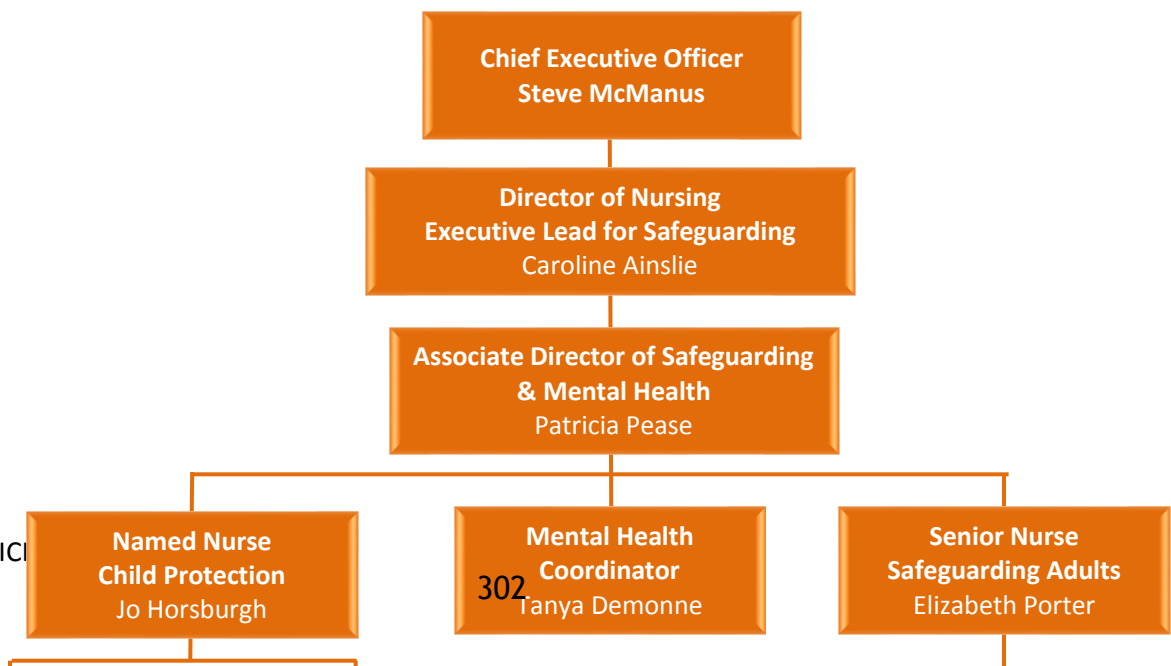 Chief Executive Officer
Steve McManus
Director of Nursing
Executive Lead for Safeguarding
Caroline Ainslie
Associate Director of Safeguarding
& Mental Health
Patricia Pease
Named Nurse
Child Protection
Jo Horsburgh
Mental Health
Coordinator
Tanya Demonne
Senior Nurse
Safeguarding Adults
Elizabeth Porter
302